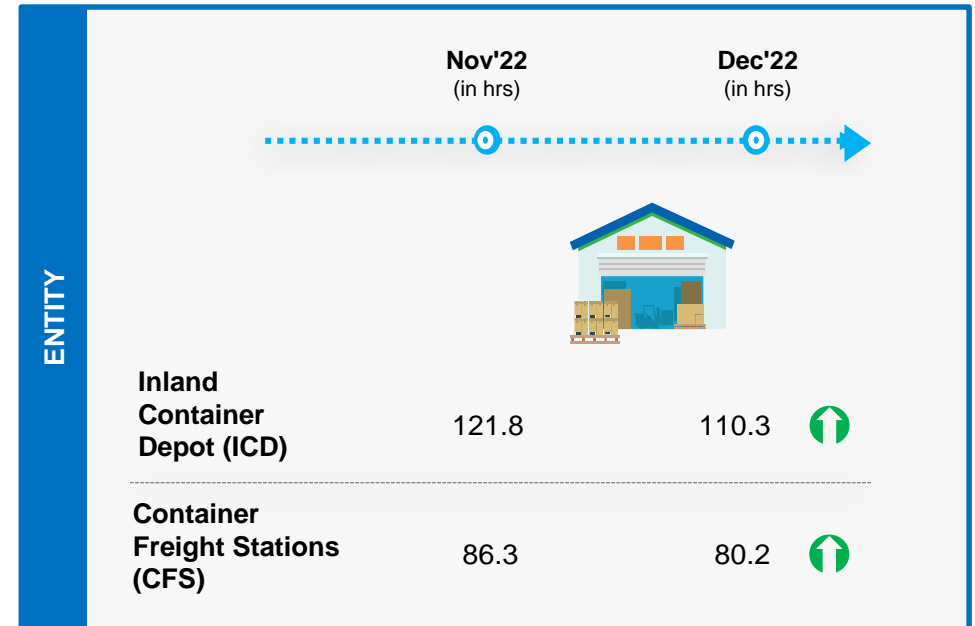 ENTITY
Nov'22
(in hrs)
Dec'22
(in hrs)
Inland
Container
Depot (ICD)
121.8
110.3
Container
Freight Stations
(CFS)
86.3
80.2